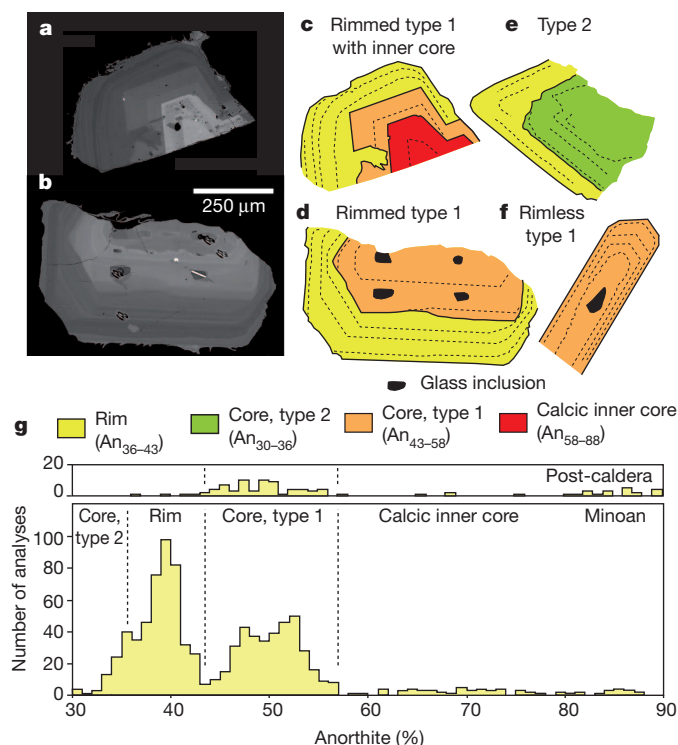 a
b
250 μm
c Rimmed type 1
with inner core
e Type 2
d Rimmed type 1
f Rimless
type 1
Glass inclusion
g
Rim
(An36–43)
Core, type 2
(An30–36)
Core, type 1
(An43–58)
Calcic inner core
(An58–88)
20
0
Post-caldera
Core,
type 2
Rim
Core, type 1
Calcic inner core
Minoan
Number of analyses
100
80
60
40
20
0
30 40 50 60 70 80 90
Anorthite (%)